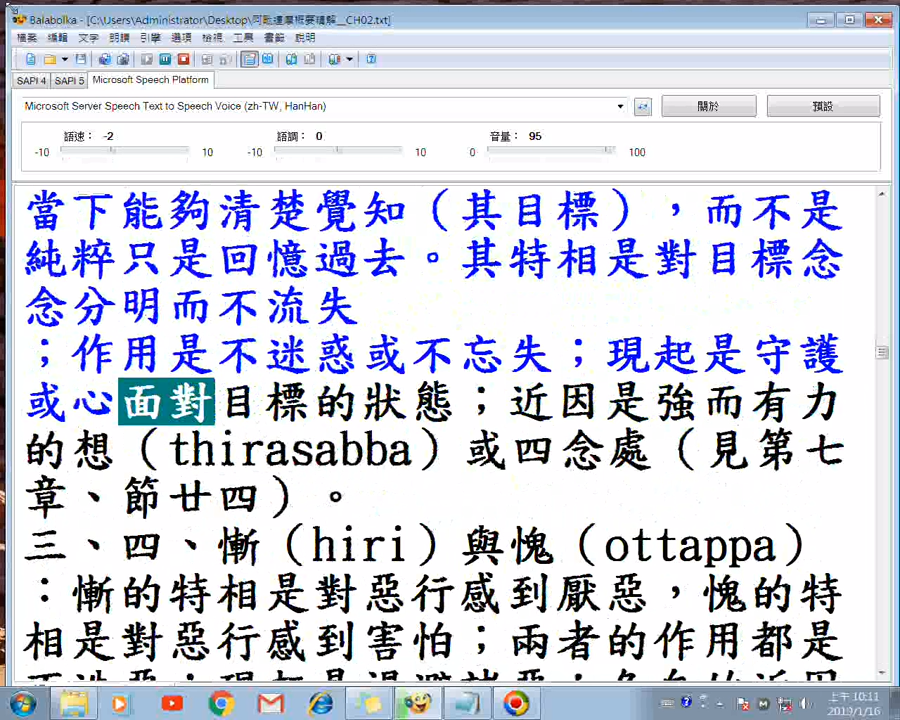 Balabolka - [C:\Users\Administrator\Desktop\阿毗達摩概要精解__CH02.txt]
檔案 編輯 文字 朗讀 引擎 選項 檢視 工具 書籤 說明
SAPI 4 SAPI 5 Microsoft Speech Platform
Microsoft Server Speech Text to Speech Voice (zh-TW, HanHan) 關於 預設
語速： -2 語調： 0 音量： 95
-10 10 -10 10 0 100
當下能夠清楚覺知（其目標），而不是
純粹只是回憶過去。其特相是對目標念
念分明而不流失
；作用是不迷惑或不忘失；現起是守護
或心面對目標的狀態；近因是強而有力
的想（thirasabba）或四念處（見第七
章、節廿四）。
三、四、慚（hiri）與愧（ottappa）
：慚的特相是對惡行感到厭惡，愧的特
相是對惡行感到害怕；兩者的作用都是
上午 10:11
2019/1/16